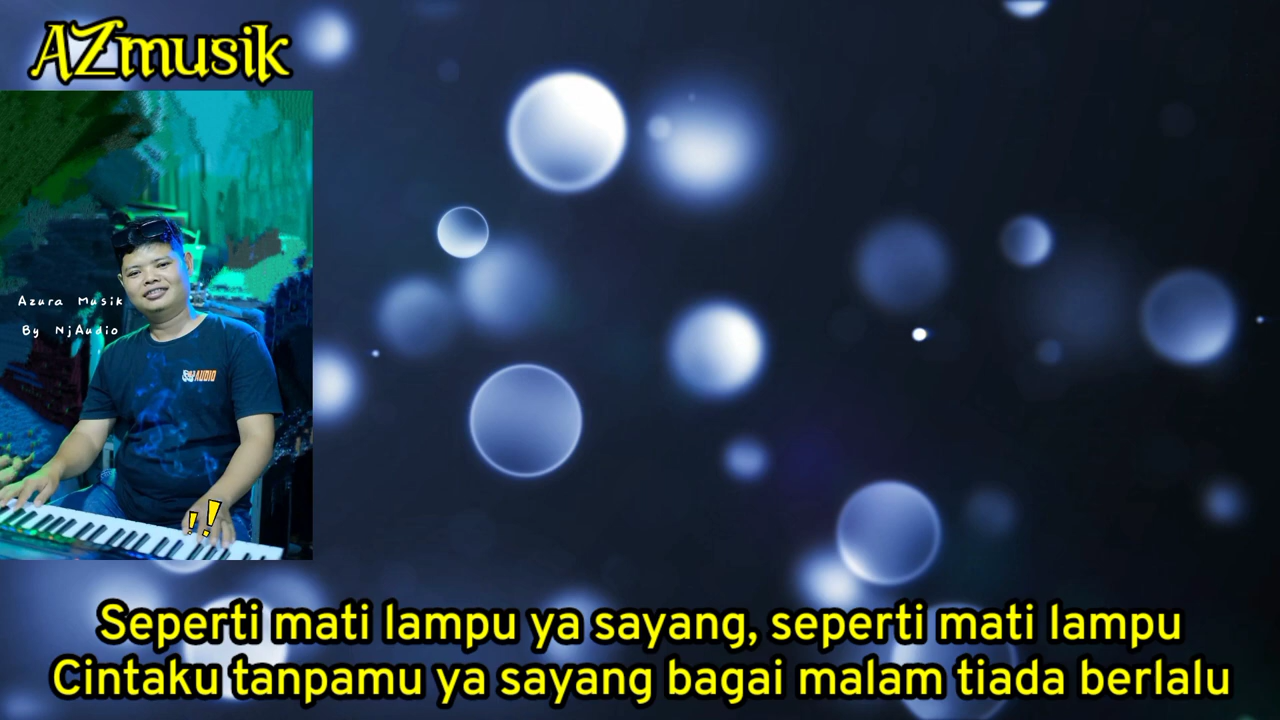 AZmusik
Azura Musik
By NjAudio
AUDIO
Seperti mati lampu ya sayang, seperti mati lampu
Cintaku tanpamu ya sayang bagai malam tiada berlalu